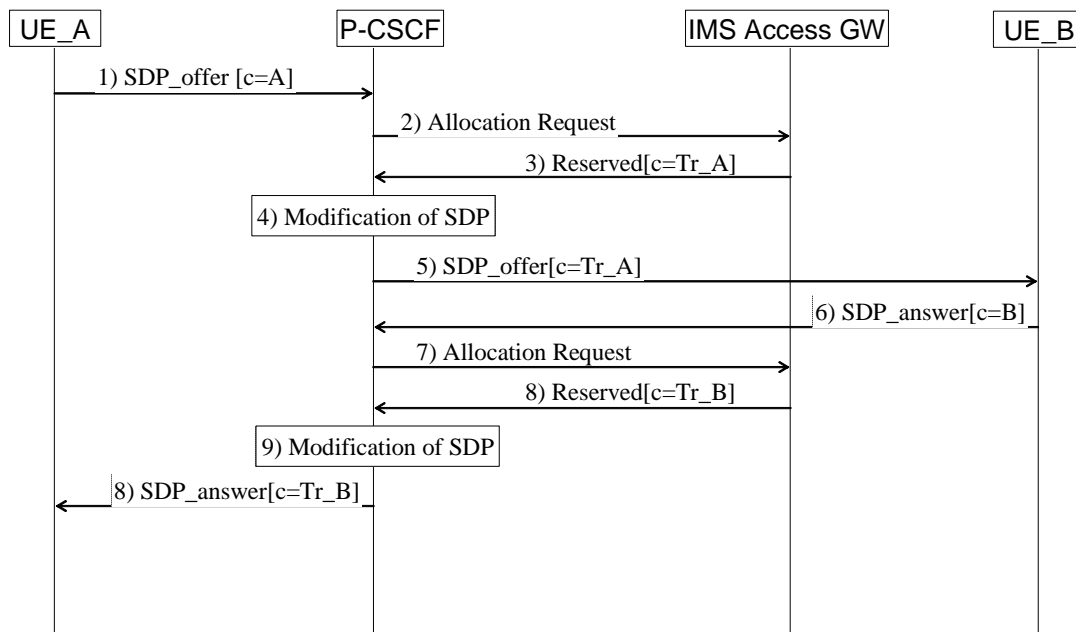 UE_A
P-CSCF
IMS Access GW
UE_B
1) SDP_offer [c=A]
2) Allocation Request
3) Reserved[c=Tr_A]
4) Modification of SDP
5) SDP_offer[c=Tr_A]
6) SDP_answer[c=B]
7) Allocation Request
8) Reserved[c=Tr_B]
9) Modification of SDP
8) SDP_answer[c=Tr_B]